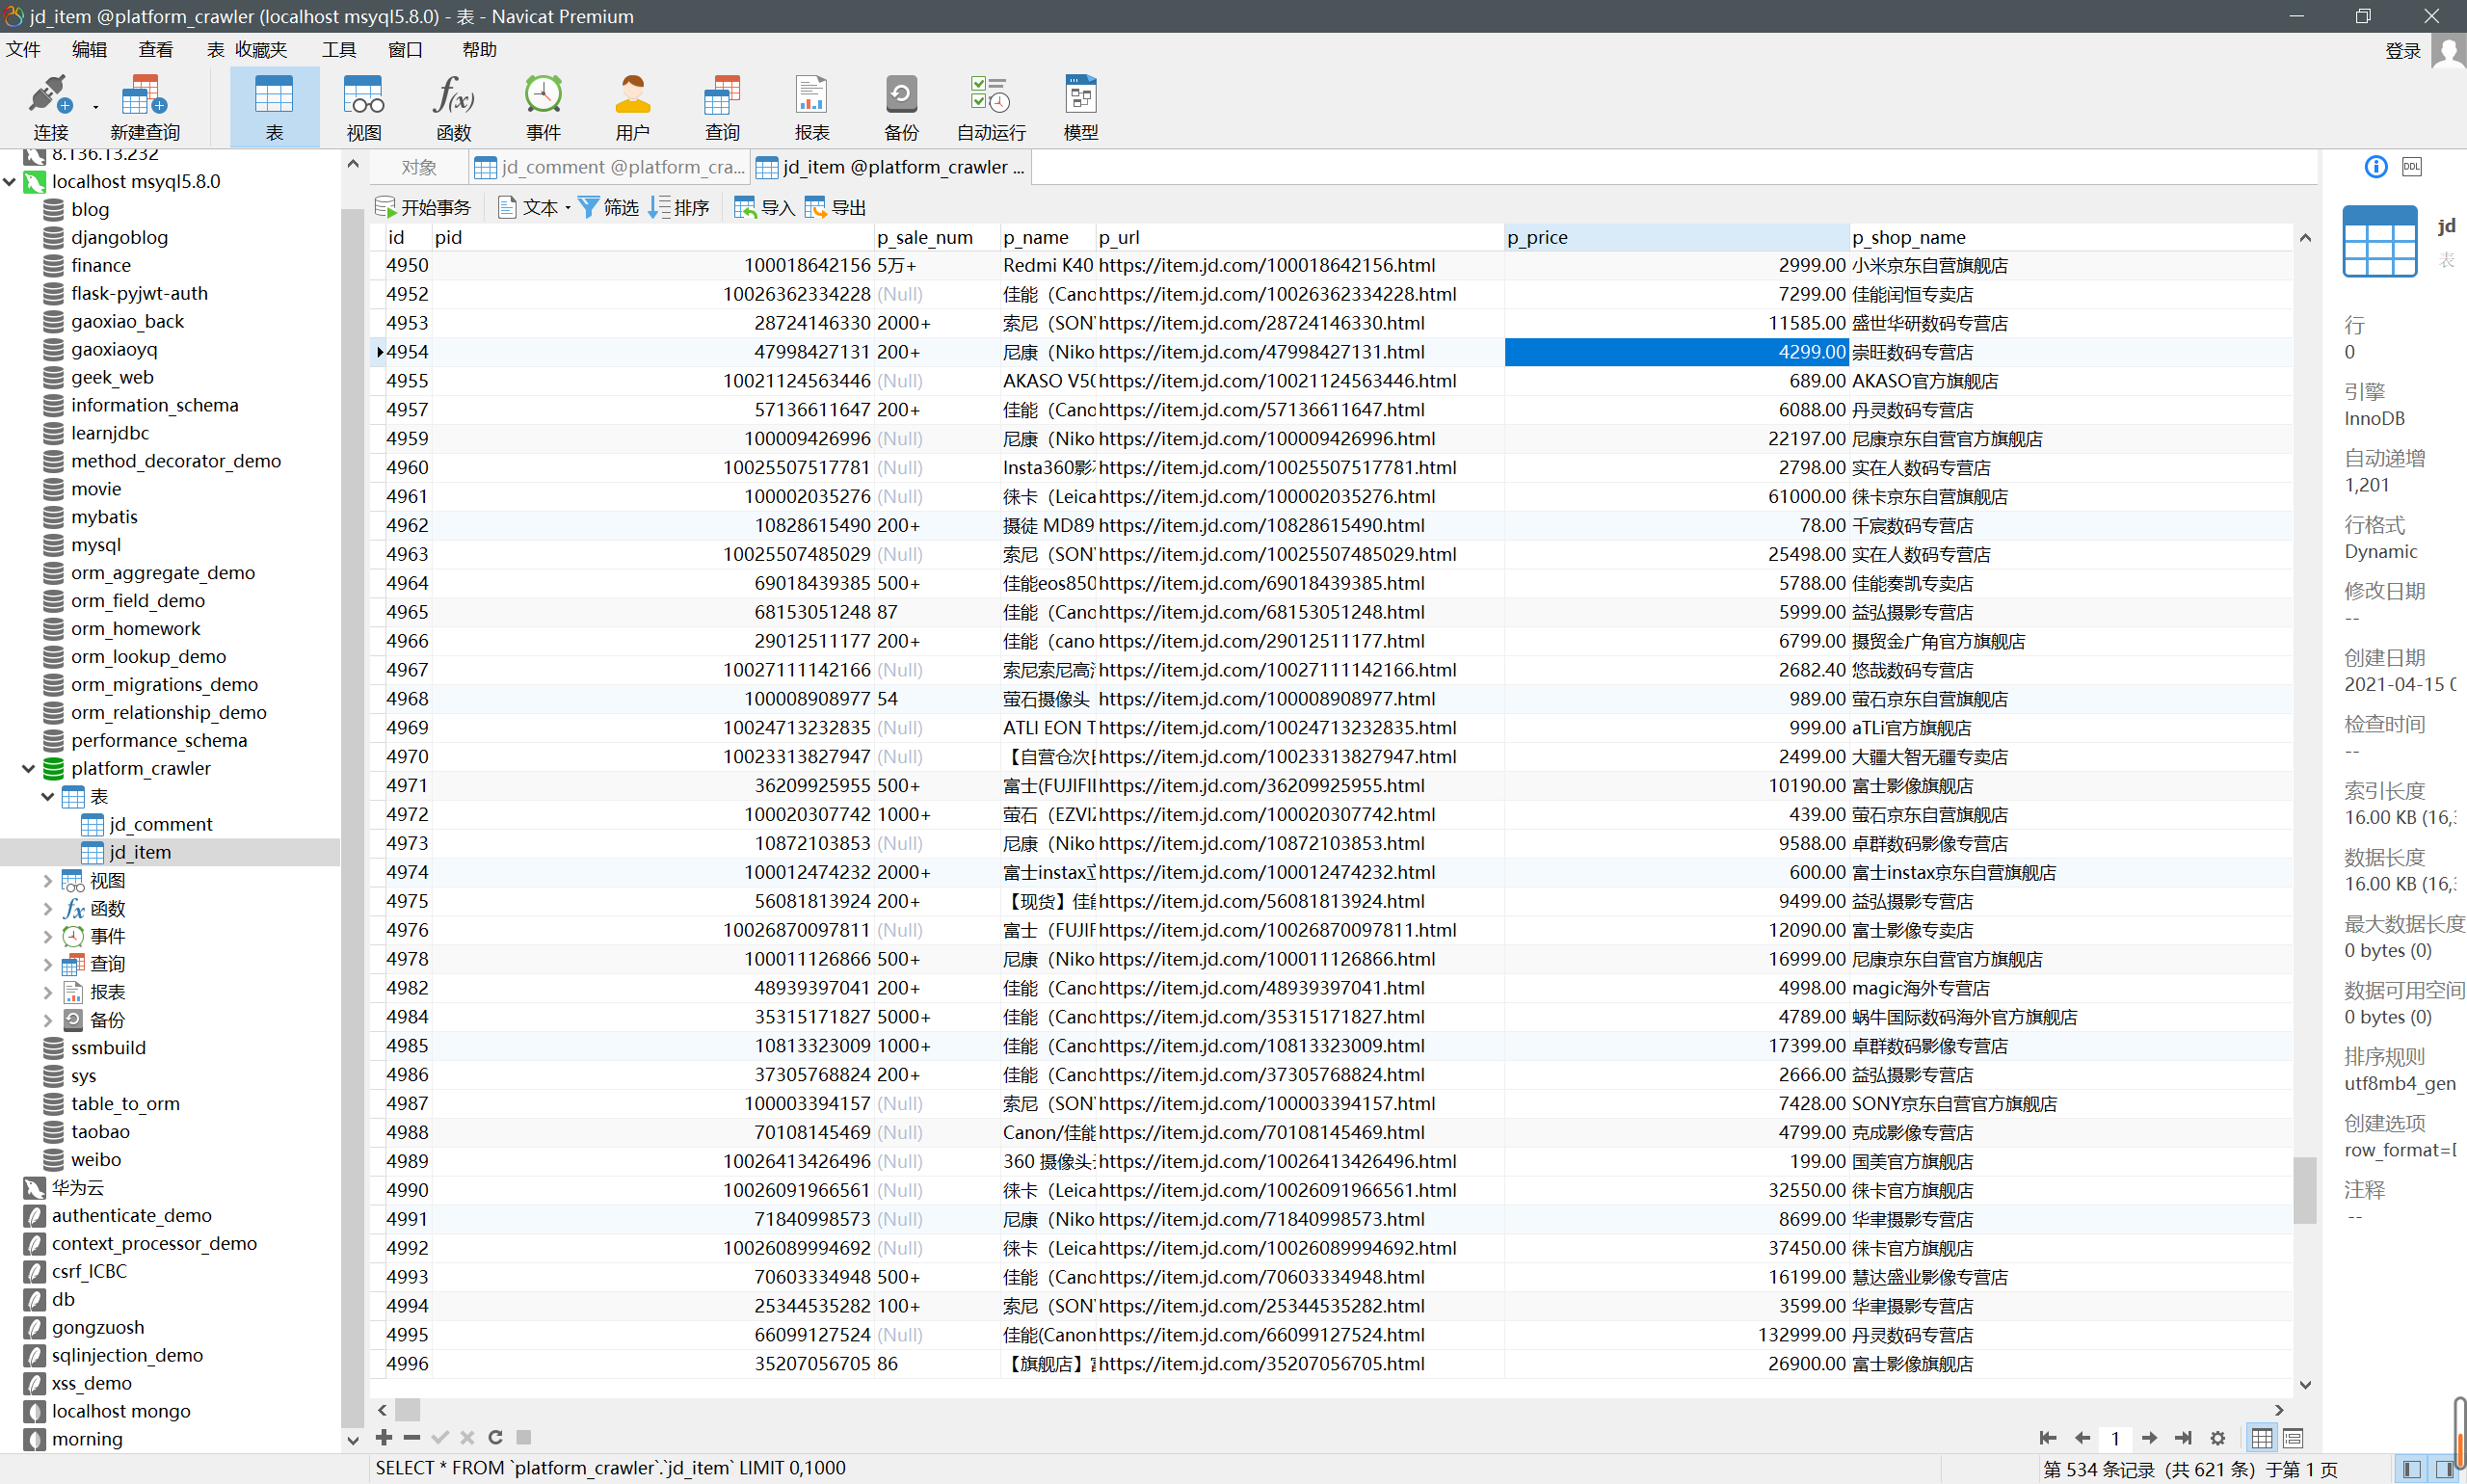 jd_item @platform_crawler (localhost msyql5.8.0) - 表 - Navicat Premium
文件 编辑 查看 表 收藏夹 工具 窗口 帮助 登录
连接 新建查询 表 视图 函数 事件 用户 查询 报表 备份 自动运行 模型
8.136.13.232
localhost msyql5.8.0
blog
djangoblog
finance
flask-pyjwt-auth
gaoxiao_back
gaoxiaoyq
geek_web
information_schema
learnjdbc
method_decorator_demo
movie
mybatis
mysql
orm_aggregate_demo
orm_field_demo
orm_homework
orm_lookup_demo
orm_migrations_demo
orm_relationship_demo
performance_schema
platform_crawler
表
jd_comment
jd_item
视图
函数
事件
查询
报表
备份
ssmbuild
sys
table_to_orm
taobao
weibo
华为云
authenticate_demo
context_processor_demo
csrf_ICBC
db
gongzuosh
sqlinjection_demo
xss_demo
localhost mongo
morning
对象 jd_comment @platform_cra... jd_item @platform_crawler ...
开始事务 文本 筛选 排序 导入 导出
id pid p_sale_num p_name p_url p_price p_shop_name
4950 100018642156 5万+ Redmi K40 https://item.jd.com/100018642156.html 2999.00 小米京东自营旗舰店
4952 10026362334228 (Null) 佳能（Canc https://item.jd.com/10026362334228.html 7299.00 佳能闰恒专卖店
4953 28724146330 2000+ 索尼（SON https://item.jd.com/28724146330.html 11585.00 盛世华研数码专营店
4954 47998427131 200+ 尼康（Niko https://item.jd.com/47998427131.html 4299.00 崇旺数码专营店
4955 10021124563446 (Null) AKASO V50 https://item.jd.com/10021124563446.html 689.00 AKASO官方旗舰店
4957 57136611647 200+ 佳能（Canc https://item.jd.com/57136611647.html 6088.00 丹灵数码专营店
4959 100009426996 (Null) 尼康（Niko https://item.jd.com/100009426996.html 22197.00 尼康京东自营官方旗舰店
4960 10025507517781 (Null) Insta360影 https://item.jd.com/10025507517781.html 2798.00 实在人数码专营店
4961 100002035276 (Null) 徕卡（Leica https://item.jd.com/100002035276.html 61000.00 徕卡京东自营旗舰店
4962 10828615490 200+ 摄徒 MD89 https://item.jd.com/10828615490.html 78.00 千宸数码专营店
4963 10025507485029 (Null) 索尼（SON https://item.jd.com/10025507485029.html 25498.00 实在人数码专营店
4964 69018439385 500+ 佳能eos850 https://item.jd.com/69018439385.html 5788.00 佳能奏凯专卖店
4965 68153051248 87 佳能（Canc https://item.jd.com/68153051248.html 5999.00 益弘摄影专营店
4966 29012511177 200+ 佳能（cano https://item.jd.com/29012511177.html 6799.00 摄贸金广角官方旗舰店
4967 10027111142166 (Null) 索尼索尼高 https://item.jd.com/10027111142166.html 2682.40 悠哉数码专营店
4968 100008908977 54 萤石摄像头 https://item.jd.com/100008908977.html 989.00 萤石京东自营旗舰店
4969 10024713232835 (Null) ATLI EON T https://item.jd.com/10024713232835.html 999.00 aTLi官方旗舰店
4970 10023313827947 (Null) 【自营仓次日 https://item.jd.com/10023313827947.html 2499.00 大疆大智无疆专卖店
4971 36209925955 500+ 富士(FUJIFII https://item.jd.com/36209925955.html 10190.00 富士影像旗舰店
4972 100020307742 1000+ 萤石（EZVI https://item.jd.com/100020307742.html 439.00 萤石京东自营旗舰店
4973 10872103853 (Null) 尼康（Niko https://item.jd.com/10872103853.html 9588.00 卓群数码影像专营店
4974 100012474232 2000+ 富士instax立 https://item.jd.com/100012474232.html 600.00 富士instax京东自营旗舰店
4975 56081813924 200+ 【现货】佳能 https://item.jd.com/56081813924.html 9499.00 益弘摄影专营店
4976 10026870097811 (Null) 富士（FUJIF https://item.jd.com/10026870097811.html 12090.00 富士影像专卖店
4978 100011126866 500+ 尼康（Niko https://item.jd.com/100011126866.html 16999.00 尼康京东自营官方旗舰店
4982 48939397041 200+ 佳能（Canc https://item.jd.com/48939397041.html 4998.00 magic海外专营店
4984 35315171827 5000+ 佳能（Canc https://item.jd.com/35315171827.html 4789.00 蜗牛国际数码海外官方旗舰店
4985 10813323009 1000+ 佳能（Canc https://item.jd.com/10813323009.html 17399.00 卓群数码影像专营店
4986 37305768824 200+ 佳能（Canc https://item.jd.com/37305768824.html 2666.00 益弘摄影专营店
4987 100003394157 (Null) 索尼（SON https://item.jd.com/100003394157.html 7428.00 SONY京东自营官方旗舰店
4988 70108145469 (Null) Canon/佳能 https://item.jd.com/70108145469.html 4799.00 克成影像专营店
4989 10026413426496 (Null) 360 摄像头 https://item.jd.com/10026413426496.html 199.00 国美官方旗舰店
4990 10026091966561 (Null) 徕卡（Leica https://item.jd.com/10026091966561.html 32550.00 徕卡官方旗舰店
4991 71840998573 (Null) 尼康（Niko https://item.jd.com/71840998573.html 8699.00 华聿摄影专营店
4992 10026089994692 (Null) 徕卡（Leica https://item.jd.com/10026089994692.html 37450.00 徕卡官方旗舰店
4993 70603334948 500+ 佳能（Canc https://item.jd.com/70603334948.html 16199.00 慧达盛业影像专营店
4994 25344535282 100+ 索尼（SON https://item.jd.com/25344535282.html 3599.00 华聿摄影专营店
4995 66099127524 (Null) 佳能(Canon https://item.jd.com/66099127524.html 132999.00 丹灵数码专营店
4996 35207056705 86 【旗舰店】 https://item.jd.com/35207056705.html 26900.00 富士影像旗舰店
1
SELECT * FROM `platform_crawler`.`jd_item` LIMIT 0,1000
第 534 条记录 (共 621 条) 于第 1 页
DDL
jd
表
行
0
引擎
InnoDB
自动递增
1,201
行格式
Dynamic
修改日期
--
创建日期
2021-04-15 0
检查时间
--
索引长度
16.00 KB (16,
数据长度
16.00 KB (16,
最大数据长度
0 bytes (0)
数据可用空间
0 bytes (0)
排序规则
utf8mb4_gen
创建选项
row_format=
注释
--